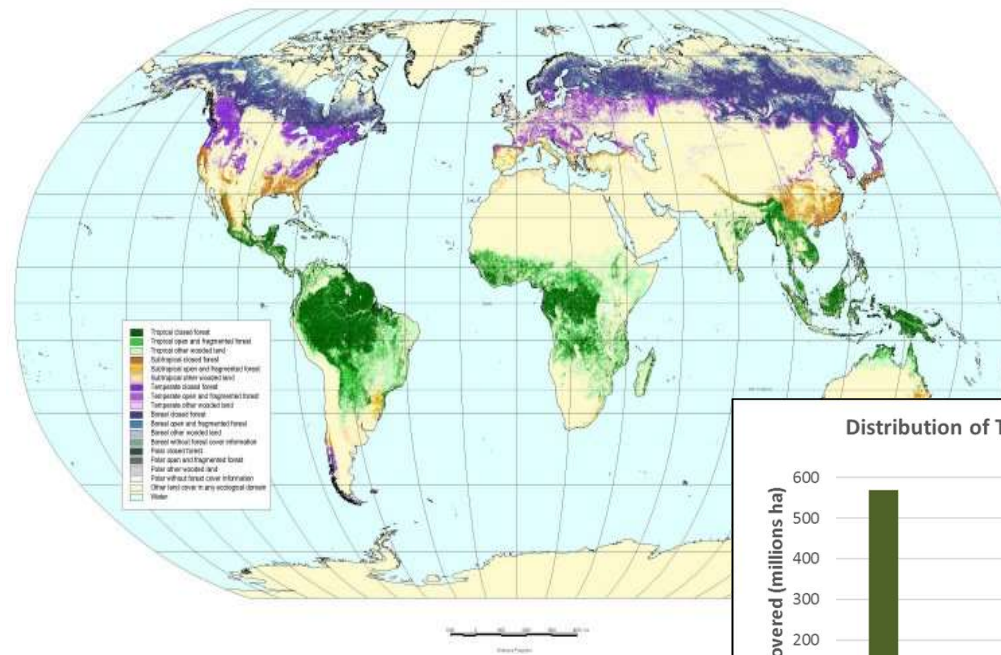 Tropical closed forest
Tropical open and fragmented forest
Tropical other wooded land
Subtropical closed forest
Subtropical open and fragmented forest
Subtropical other wooded land
Temperate closed forest
Temperate open and fragmented forest
Temperate other wooded land
Boreal closed forest
Boreal open and fragmented forest
Boreal other wooded land
Boreal without forest cover information
Polar closed forest
Polar open and fragmented forest
Polar other wooded land
Polar without forest cover information
Other land cover in any ecological domain
Water
Distribution of T
overed (millions ha)
600
500
400
300
200